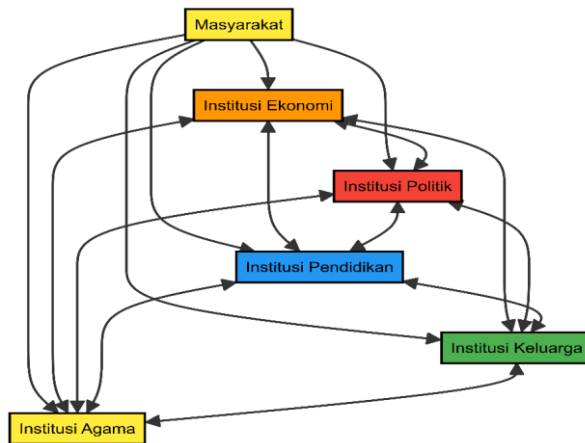 Masyarakat
Institusi Ekonomi
Institusi Politik
Institusi Pendidikan
Institusi Keluarga
Institusi Agama